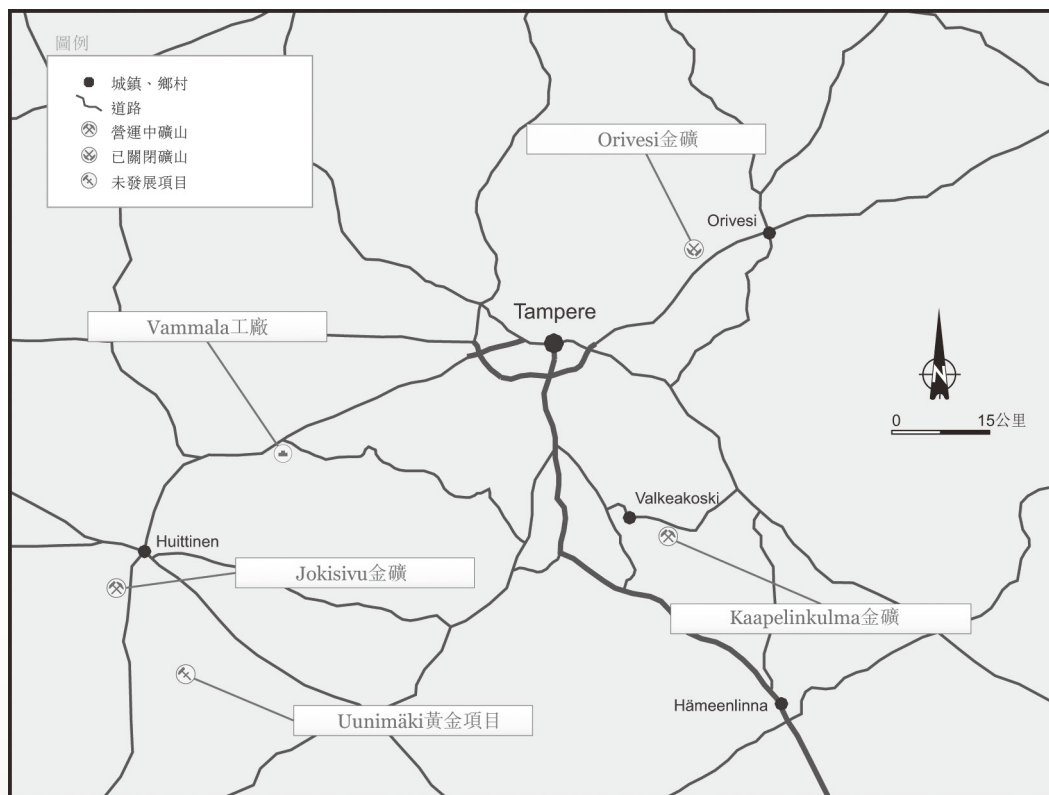 圖例
城鎮、鄉村
道路
營運中礦山
已關閉礦山
未發展項目
Orivesi金礦
Orivesi
Tampere
Vammala工廠
N
0 15公里
Valkeakoski
Huittinen
Jokisivu金礦
Kaapelinkulma金礦
Hämeenlinna
Uunimäki黃金項目